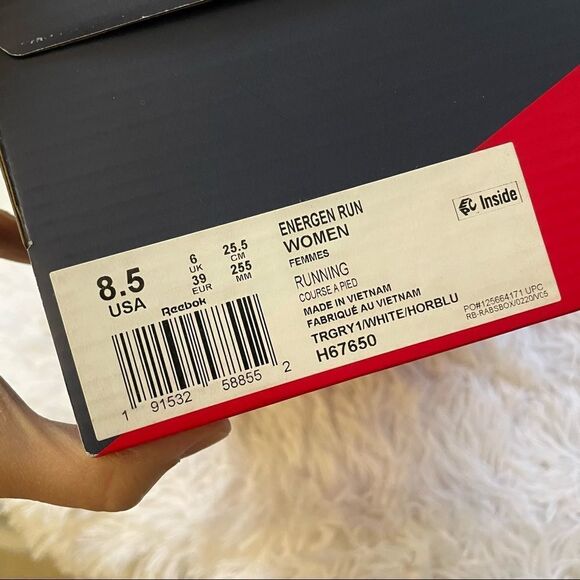 8.5
USA
6
UK
39
EUR
25.5
CM
255
MM
Reebok
1 91532 58855 2
ENERGEN RUN
WOMEN
FEMMES
RUNNING
COURSE A PIED
MADE IN VIETNAM
FABRIQUÉ AU VIETNAM
TRGRY1/WHITE/HORBLU
H67650
Inside
PO#125664171 UPC
RB-RABSBOX/0220/V05